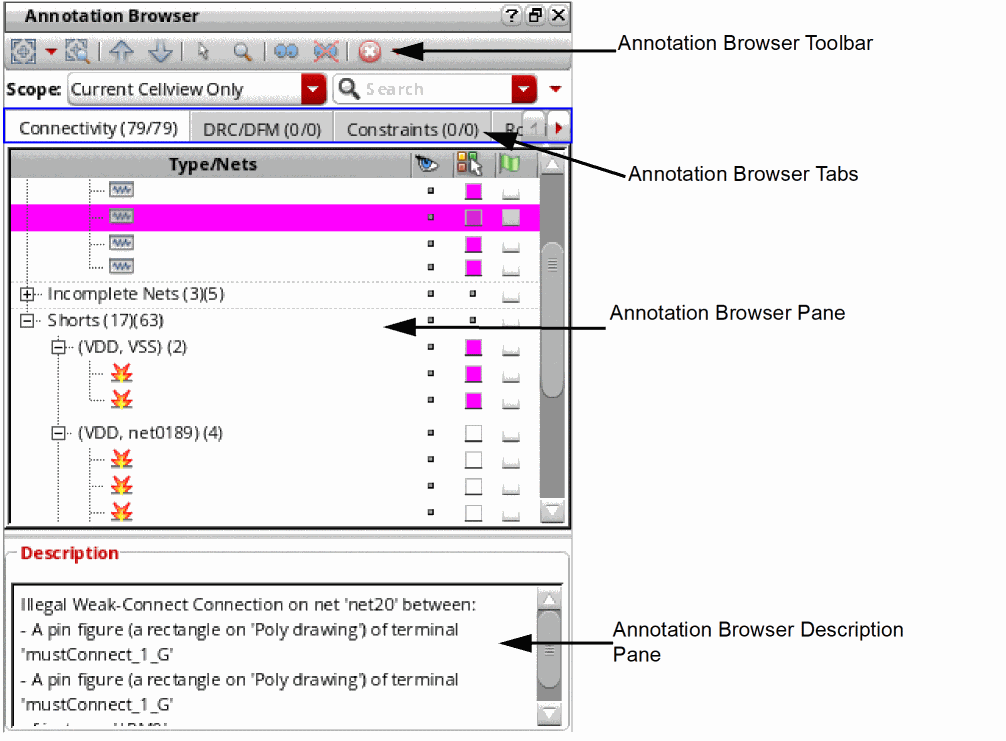 Annotation Browser
Annotation Browser Toolbar
Scope: Current Cellview Only Search
Connectivity (79/79) DRC/DFM (0/0) Constraints (0/0)
Annotation Browser Tabs
Type/Nets
Incomplete Nets (3)(5)
Annotation Browser Pane
Shorts (17)(63)
(VDD, VSS) (2)
(VDD, net0189) (4)
Description
Illegal Weak-Connect Connection on net 'net20' between:
- A pin figure (a rectangle on 'Poly drawing') of terminal
'mustConnect_1_G'
- A pin figure (a rectangle on 'Poly drawing') of terminal
'mustConnect_1_G'
Annotation Browser Description
Pane